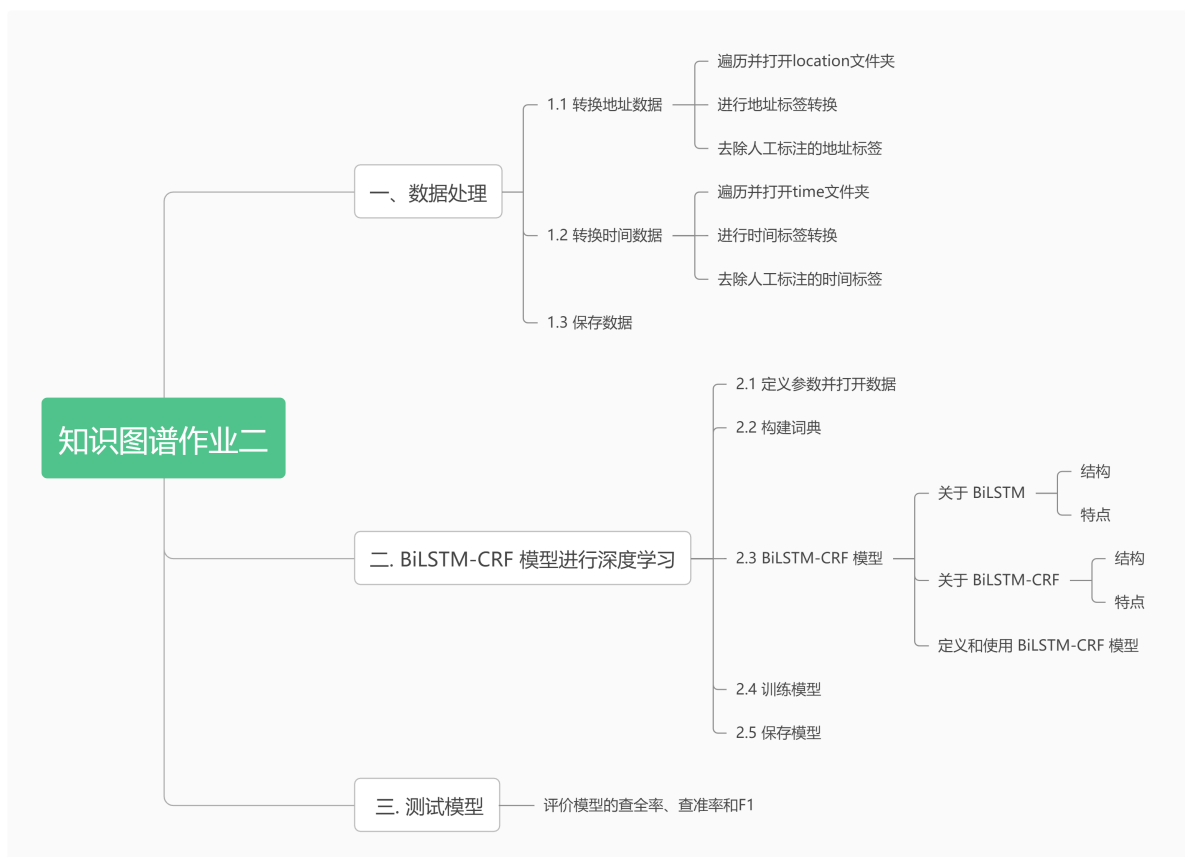 知识图谱作业二
一、数据处理
1.1 转换地址数据
遍历并打开location文件夹
进行地址标签转换
去除人工标注的地址标签
1.2 转换时间数据
遍历并打开time文件夹
进行时间标签转换
去除人工标注的时间标签
1.3 保存数据
二. BiLSTM-CRF 模型进行深度学习
2.1 定义参数并打开数据
2.2 构建词典
2.3 BiLSTM-CRF 模型
关于 BiLSTM
结构
特点
关于 BiLSTM-CRF
结构
特点
定义和使用 BiLSTM-CRF 模型
2.4 训练模型
2.5 保存模型
三. 测试模型
评价模型的查全率、查准率和F1